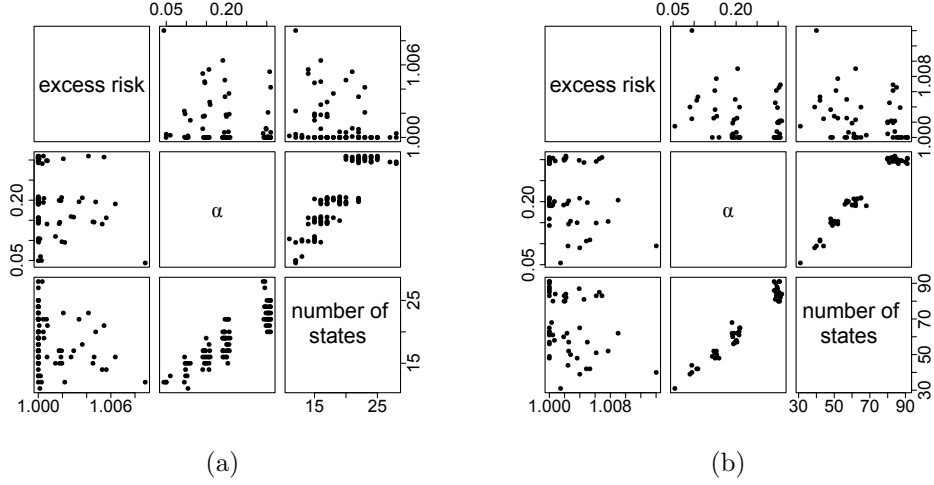 0.05 0.20
0.05 0.20
excess risk
1.000 1.006
excess risk
1.000 1.008
0.05 0.20
α
0.05 0.20
α
1
number of
states
15 25
number of
states
30 50 70 90
1.000 1.006
15 25
1.000 1.008
30 50 70 90
(a)
(b)